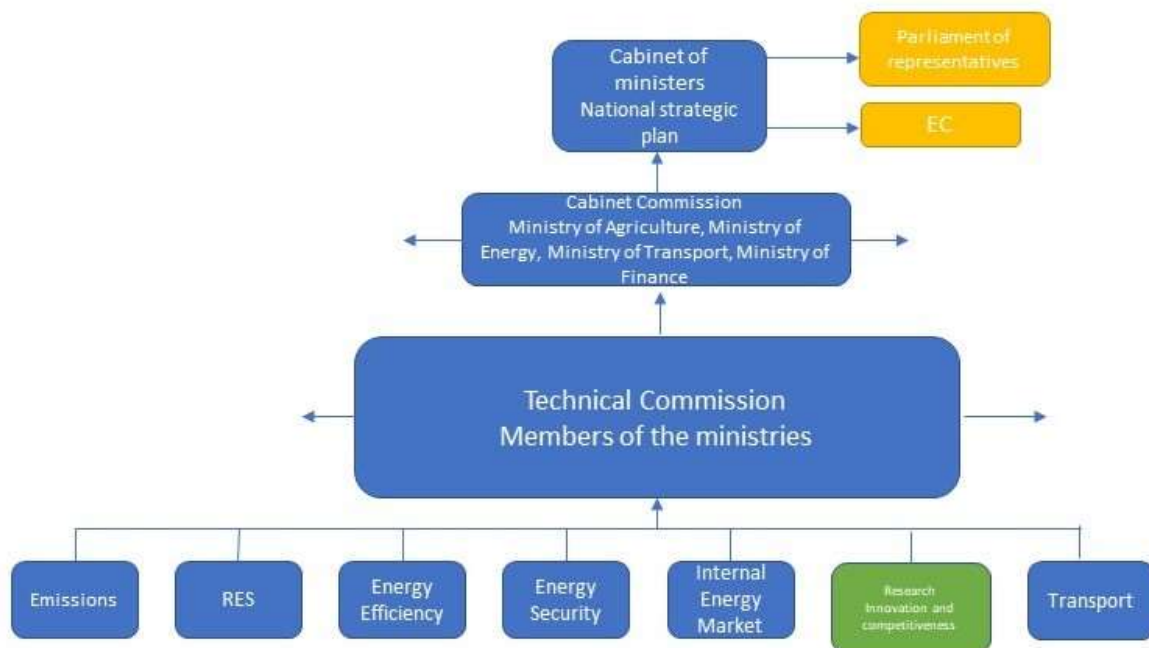 Parliament of
representatives
Cabinet of
ministers
National strategic
plan
EC
Cabinet Commission
Ministry of Agriculture, Ministry of
Energy, Ministry of Transport, Ministry of
Finance
Technical Commission
Members of the ministries
Emissions
RES
Energy
Efficiency
Energy
Security
Internal
Energy
Market
Research
Innovation and
competitiveness
Transport